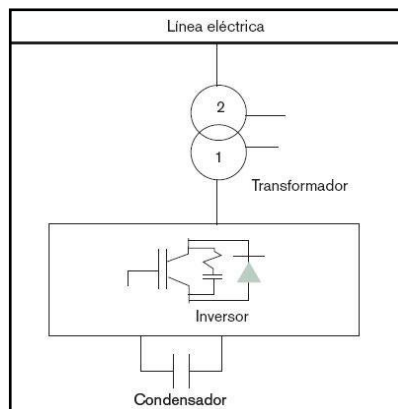 Línea eléctrica
2
1
Transformador
Inversor
Condensador